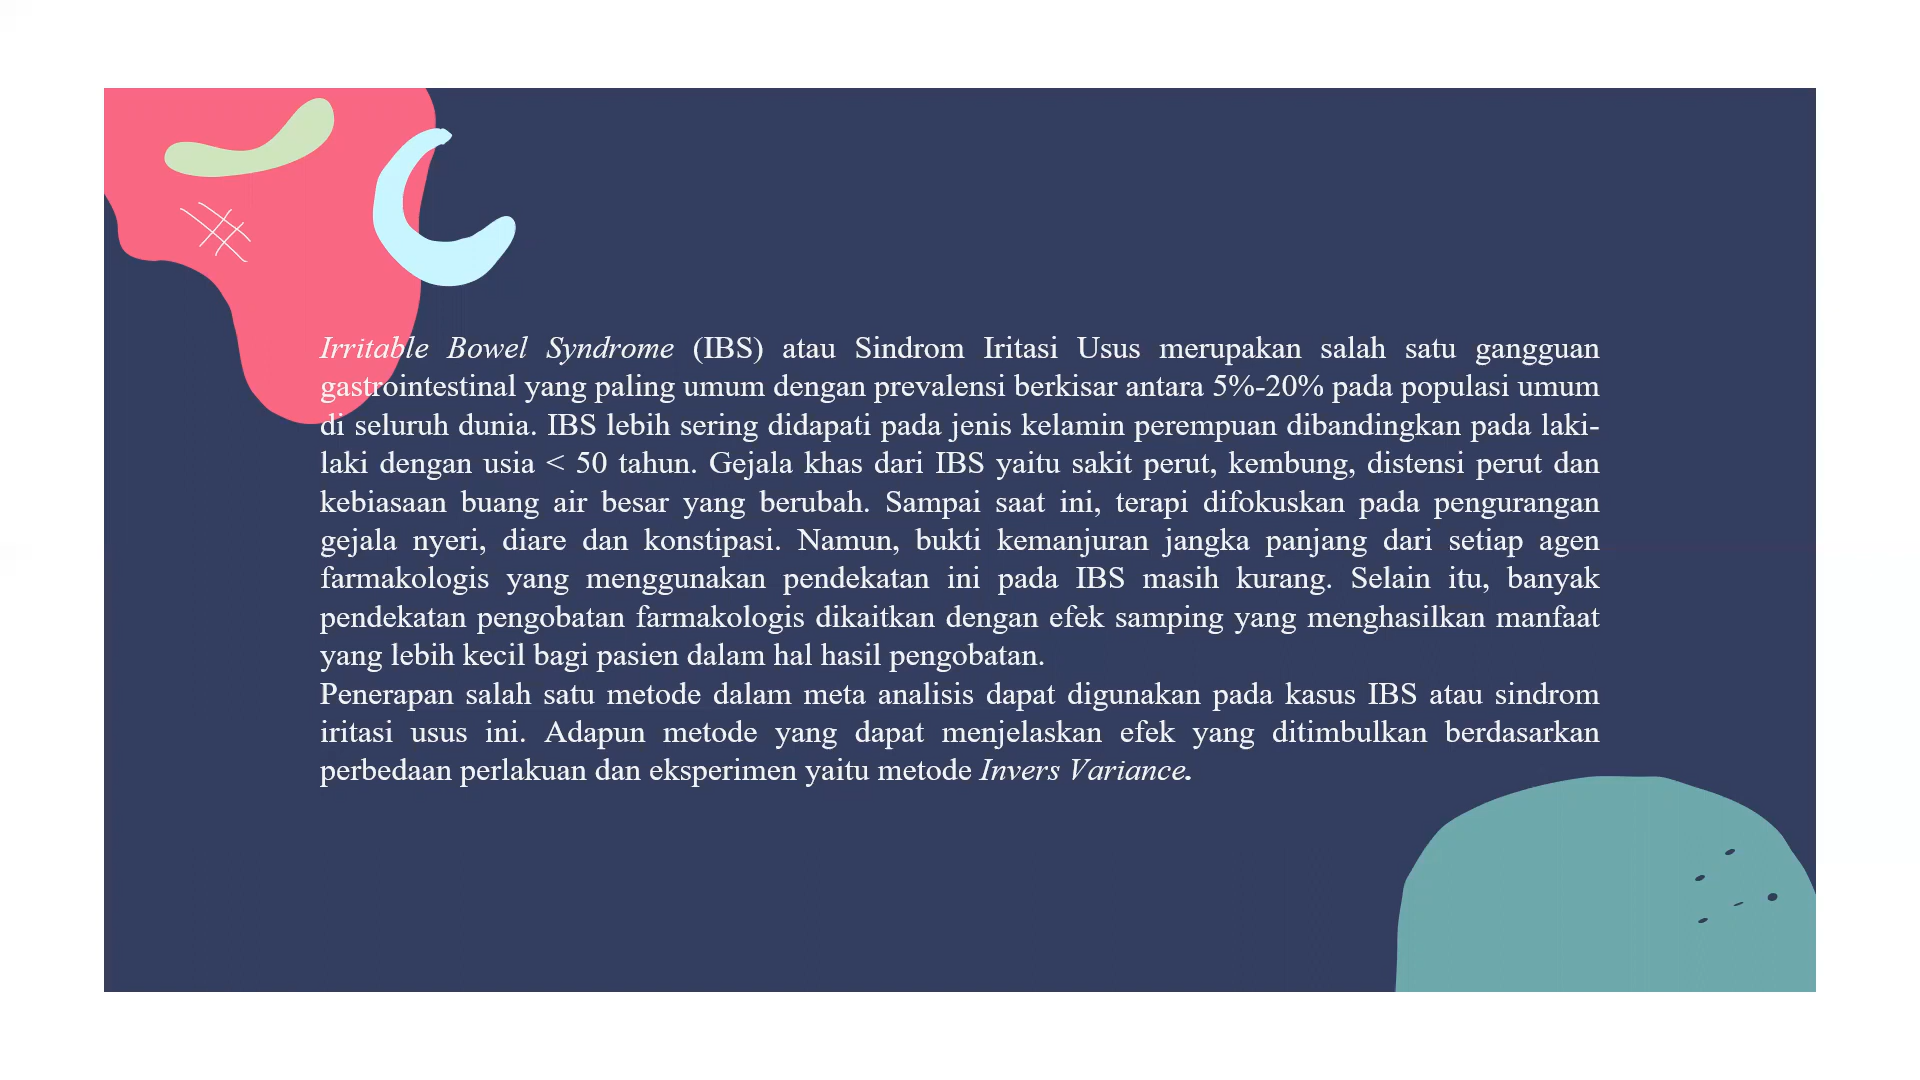 Irritable Bowel Syndrome (IBS) atau Sindrom Iritasi Usus merupakan salah satu gangguan
gastrointestinal yang paling umum dengan prevalensi berkisar antara 5%-20% pada populasi umum
di seluruh dunia. IBS lebih sering didapati pada jenis kelamin perempuan dibandingkan pada laki-
laki dengan usia < 50 tahun. Gejala khas dari IBS yaitu sakit perut, kembung, distensi perut dan
kebiasaan buang air besar yang berubah. Sampai saat ini, terapi difokuskan pada pengurangan
gejala nyeri, diare dan konstipasi. Namun, bukti kemanjuran jangka panjang dari setiap agen
farmakologis yang menggunakan pendekatan ini pada IBS masih kurang. Selain itu, banyak
pendekatan pengobatan farmakologis dikaitkan dengan efek samping yang menghasilkan manfaat
yang lebih kecil bagi pasien dalam hal hasil pengobatan.
Penerapan salah satu metode dalam meta analisis dapat digunakan pada kasus IBS atau sindrom
iritasi usus ini. Adapun metode yang dapat menjelaskan efek yang ditimbulkan berdasarkan
perbedaan perlakuan dan eksperimen yaitu metode Invers Variance.